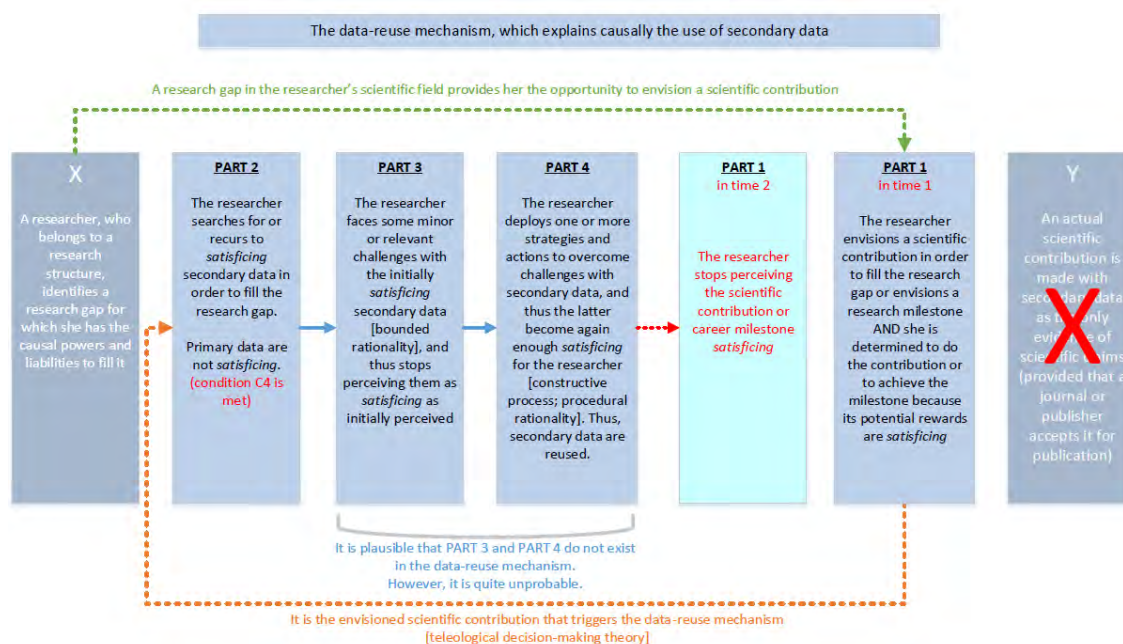 The data-reuse mechanism, which explains causally the use of secondary data
A research gap in the researcher's scientific field provides her the opportunity to envision a scientific contribution
X
A researcher, who
belongs to a
research
structure,
identifies a
research gap for
which she has the
causal powers and
liabilities to fill it
PART 2
The researcher
searches for or
recurs to
satisficing
secondary data in
order to fill the
research gap.
Primary data are
not satisficing.
(condition C4 is
met)
PART 3
The researcher
faces some minor
or relevant
challenges with
the initially
satisficing
secondary data
[bounded
rationality], and
thus stops
perceiving them as
satisficing as
initially perceived
PART 4
The researcher
deploys one or more
strategies and
actions to overcome
challenges with
secondary data, and
thus the latter
become again
enough satisficing
for the researcher
[constructive
process; procedural
rationality]. Thus,
secondary data are
reused.
PART 1
in time 2
The researcher
stops perceiving
the scientific
contribution or
career milestone
satisficing
PART 1
in time 1
The researcher
envisions a scientific
contribution in order
to fill the research
gap or envisions a
research milestone
AND she is
determined to do
the contribution or
to achieve the
milestone because
its potential rewards
are satisficing
Y
An actual
scientific
contribution is
made with
secondary data
as the only
evidence of
scientific claims
(provided that a
journal or
publisher
accepts it for
publication)
It is plausible that PART 3 and PART 4 do not exist
in the data-reuse mechanism.
However, it is quite unprobable.
It is the envisioned scientific contribution that triggers the data-reuse mechanism
[teleological decision-making theory]